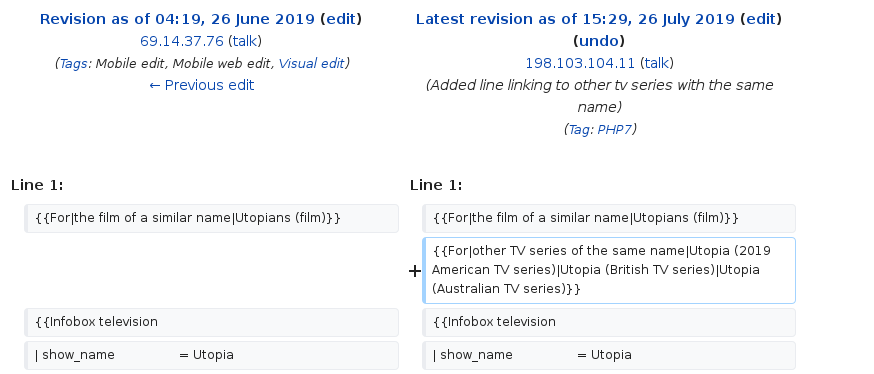 Revision as of 04:19, 26 June 2019 (edit)
69.14.37.76 (talk)
(Tags: Mobile edit, Mobile web edit, Visual edit)
← Previous edit
Latest revision as of 15:29, 26 July 2019 (edit)
(undo)
198.103.104.11 (talk)
(Added line linking to other tv series with the same
name)
(Tag: PHP7)
Line 1:
Line 1:
{{For|the film of a similar name|Utopians (film)}}
{{For|the film of a similar name|Utopians (film)}}
+
{{For|other TV series of the same name|Utopia (2019
American TV series)|Utopia (British TV series)|Utopia
(Australian TV series)}}
{{Infobox television
{{Infobox television
| show_name = Utopia
| show_name = Utopia